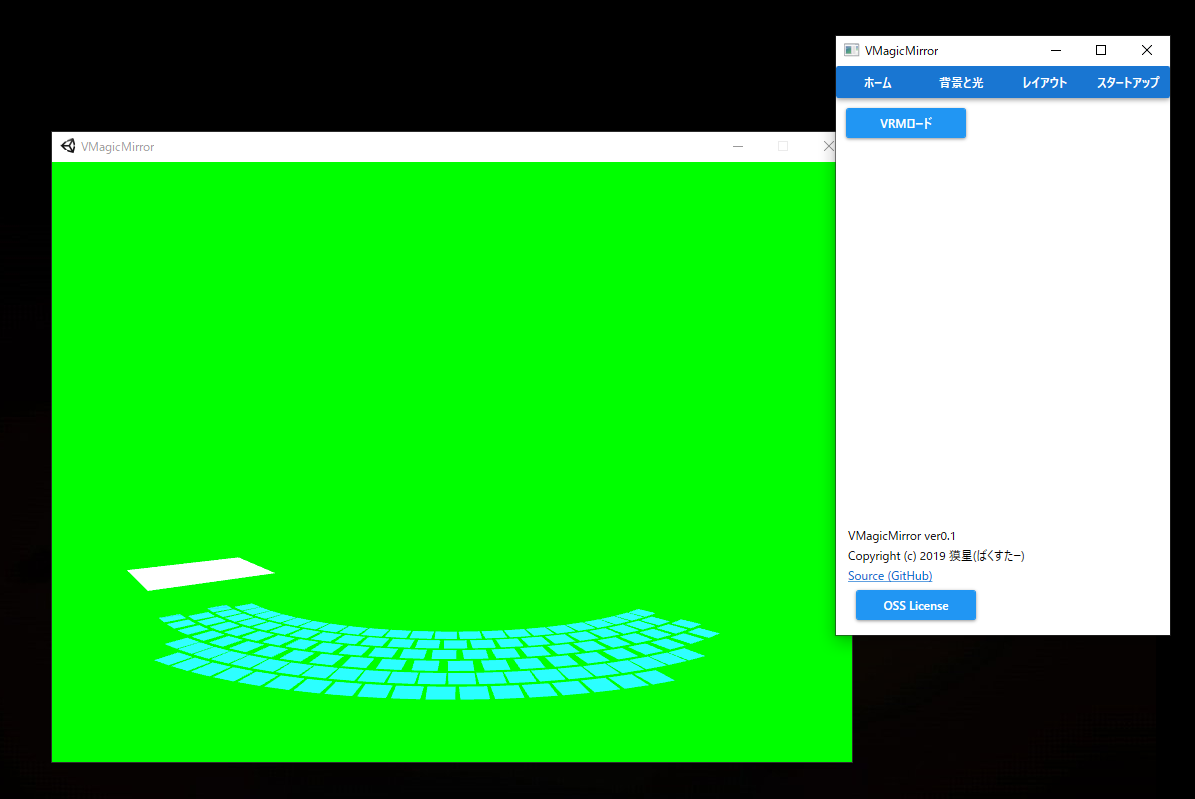 VMagicMirror
VMagicMirror
ホーム 背景と光 レイアウト スタートアップ
VRMロード
VMagicMirror ver0.1
Copyright (c) 2019 獏星(ばくすたー)
Source (GitHub)
OSS License